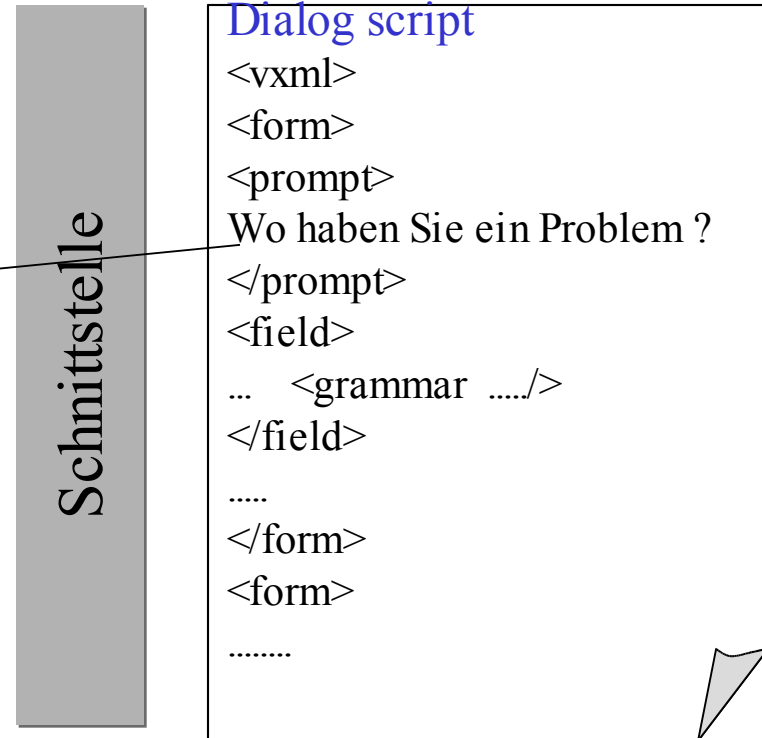 Schnittstelle
Dialog script
<vxml>
<form>
<prompt>
Wo haben Sie ein Problem ?
</prompt>
<field>
... <grammar ...../>
</field>
.....
</form>
<form>
........